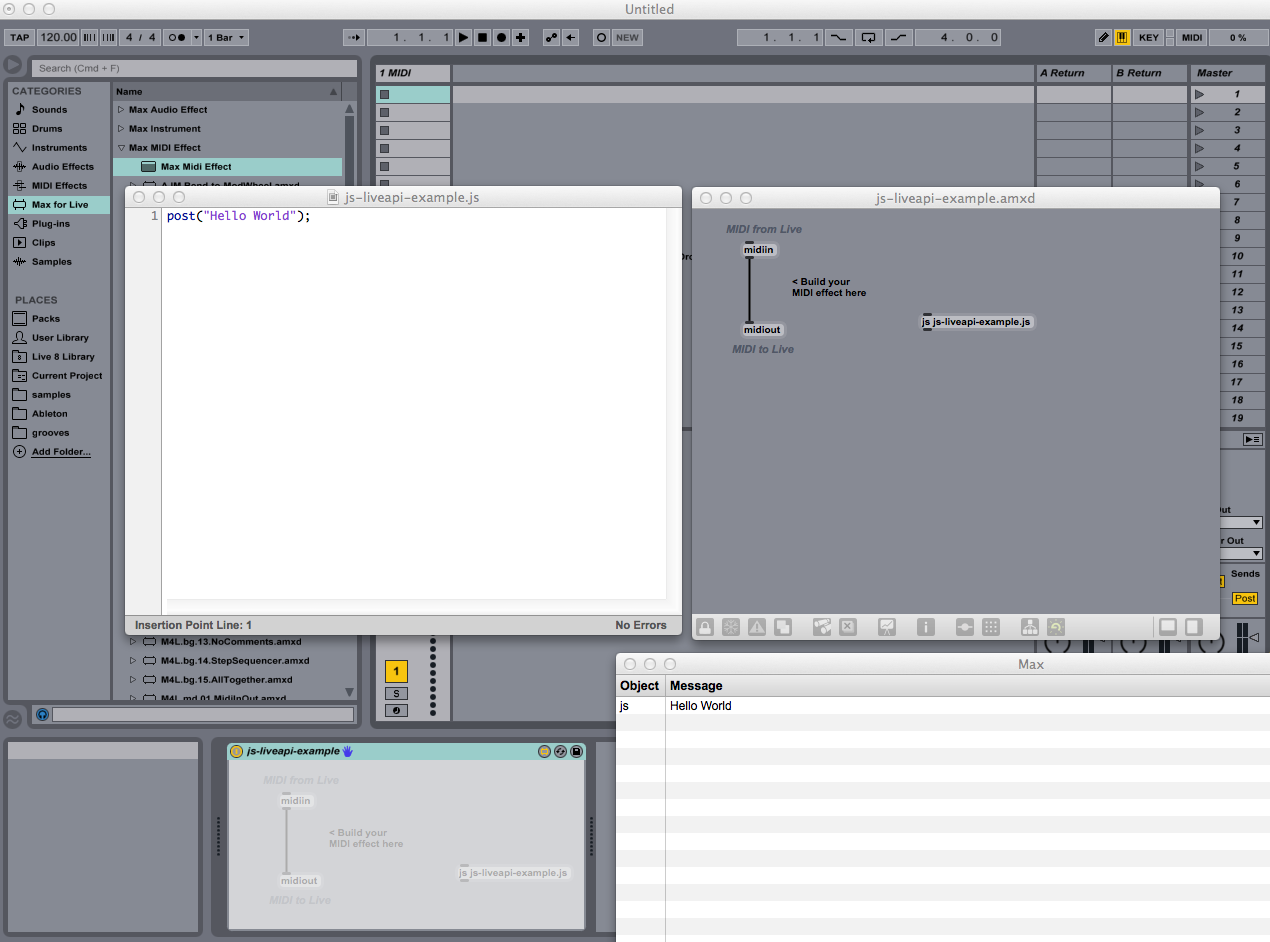 Untitled
TAP 120.00 4 / 4 1 Bar 1. 1. 1 NEW 1. 1. 1 4. 0. 0 KEY MIDI 0 %
Search (Cmd + F)
CATEGORIES
Sounds
Drums
Instruments
Audio Effects
MIDI Effects
Max for Live
Plug-ins
Clips
Samples
PLACES
Packs
User Library
Live 8 Library
Current Project
samples
Ableton
grooves
Add Folder...
Name
Max Audio Effect
Max Instrument
Max MIDI Effect
Max Midi Effect
1 MIDI
A Return
B Return
Master
1
2
3
4
5
6
7
8
9
10
11
12
13
14
15
16
17
18
19
js-liveapi-example.js
1 post("Hello World");
Insertion Point Line: 1 No Errors
js-liveapi-example.amxd
MIDI from Live
midiin
< Build your
MIDI effect here
js js-liveapi-example.js
midiout
MIDI to Live
Sends
Post
M4L.bg.13.NoComments.amxd
M4L.bg.14.StepSequencer.amxd
M4L.bg.15.AllTogether.amxd
M4L.md.01.MidiInOut.amxd
1
S
Max
Object Message
js Hello World
js-liveapi-example
MIDI from Live
midiin
< Build your
MIDI effect here
js js-liveapi-example.js
midiout
MIDI to Live